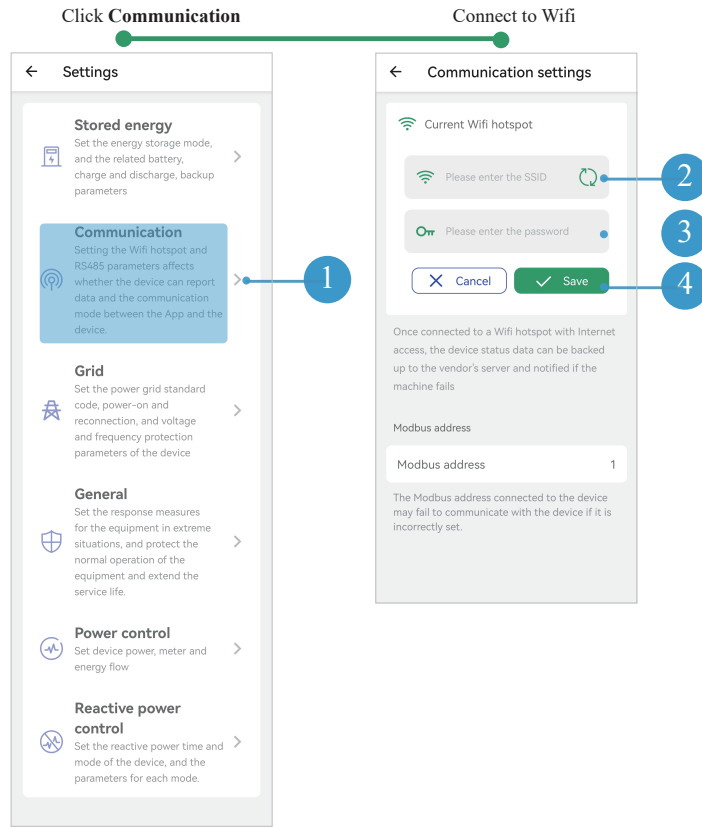 Click Communication
Connect to Wifi
Settings
Stored energy
Set the energy storage mode,
and the related battery,
charge and discharge, backup
parameters
Communication
Setting the Wifi hotspot and
RS485 parameters affects
whether the device can report
data and the communication
mode between the App and the
device.
1
Grid
Set the power grid standard
code, power-on and
reconnection, and voltage
and frequency protection
parameters of the device
General
Set the response measures
for the equipment in extreme
situations, and protect the
normal operation of the
equipment and extend the
service life.
Power control
Set device power, meter and
energy flow
Reactive power
control
Set the reactive power time and
mode of the device, and the
parameters for each mode.
Communication settings
Current Wifi hotspot
Please enter the SSID
2
Please enter the password
3
Cancel
Save
4
Once connected to a Wifi hotspot with Internet
access, the device status data can be backed
up to the vendor's server and notified if the
machine fails
Modbus address
Modbus address 1
The Modbus address connected to the device
may fail to communicate with the device if it is
incorrectly set.